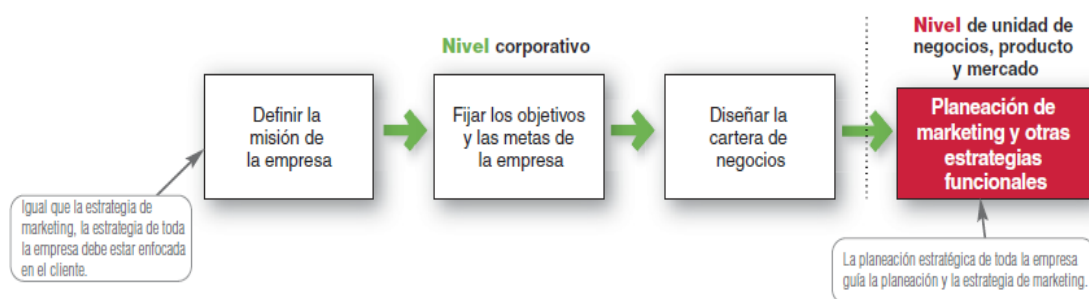 Nivel corporativo
Nivel de unidad de
negocios, producto
y mercado
Definir la
misión de
la empresa
Fijar los objetivos
y las metas de
la empresa
Diseñar la
cartera de
negocios
Planeación de
marketing y otras
estrategias
funcionales
Igual que la estrategia de
marketing, la estrategia de toda
la empresa debe estar enfocada
en el cliente.
La planeación estratégica de toda la empresa
guía la planeación y la estrategia de marketing.